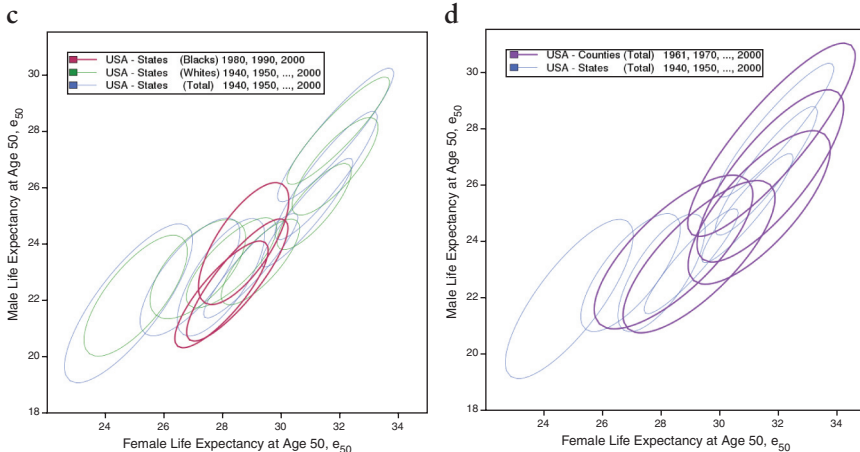 c
USA - States (Blacks) 1980, 1990, 2000
USA - States (Whites) 1940, 1950, ..., 2000
USA - States (Total) 1940, 1950, ..., 2000
Male Life Expectancy at Age 50, e50
30
28
26
24
22
20
18
24 26 28 30 32 34
Female Life Expectancy at Age 50, e50
d
USA - Counties (Total) 1961, 1970, ..., 2000
USA - States (Total) 1940, 1950, ..., 2000
Male Life Expectancy at Age 50, e50
30
28
26
24
22
20
18
24 26 28 30 32 34
Female Life Expectancy at Age 50, e50